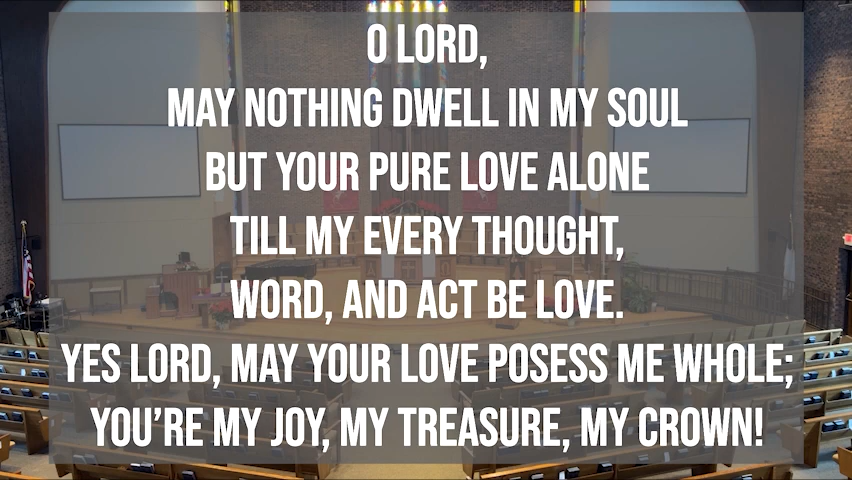 O LORD,
MAY NOTHING DWELL IN MY SOUL
BUT YOUR PURE LOVE ALONE
TILL MY EVERY THOUGHT,
WORD, AND ACT BE LOVE.
YES LORD, MAY YOUR LOVE POSESS ME WHOLE;
YOU'RE MY JOY, MY TREASURE, MY CROWN!